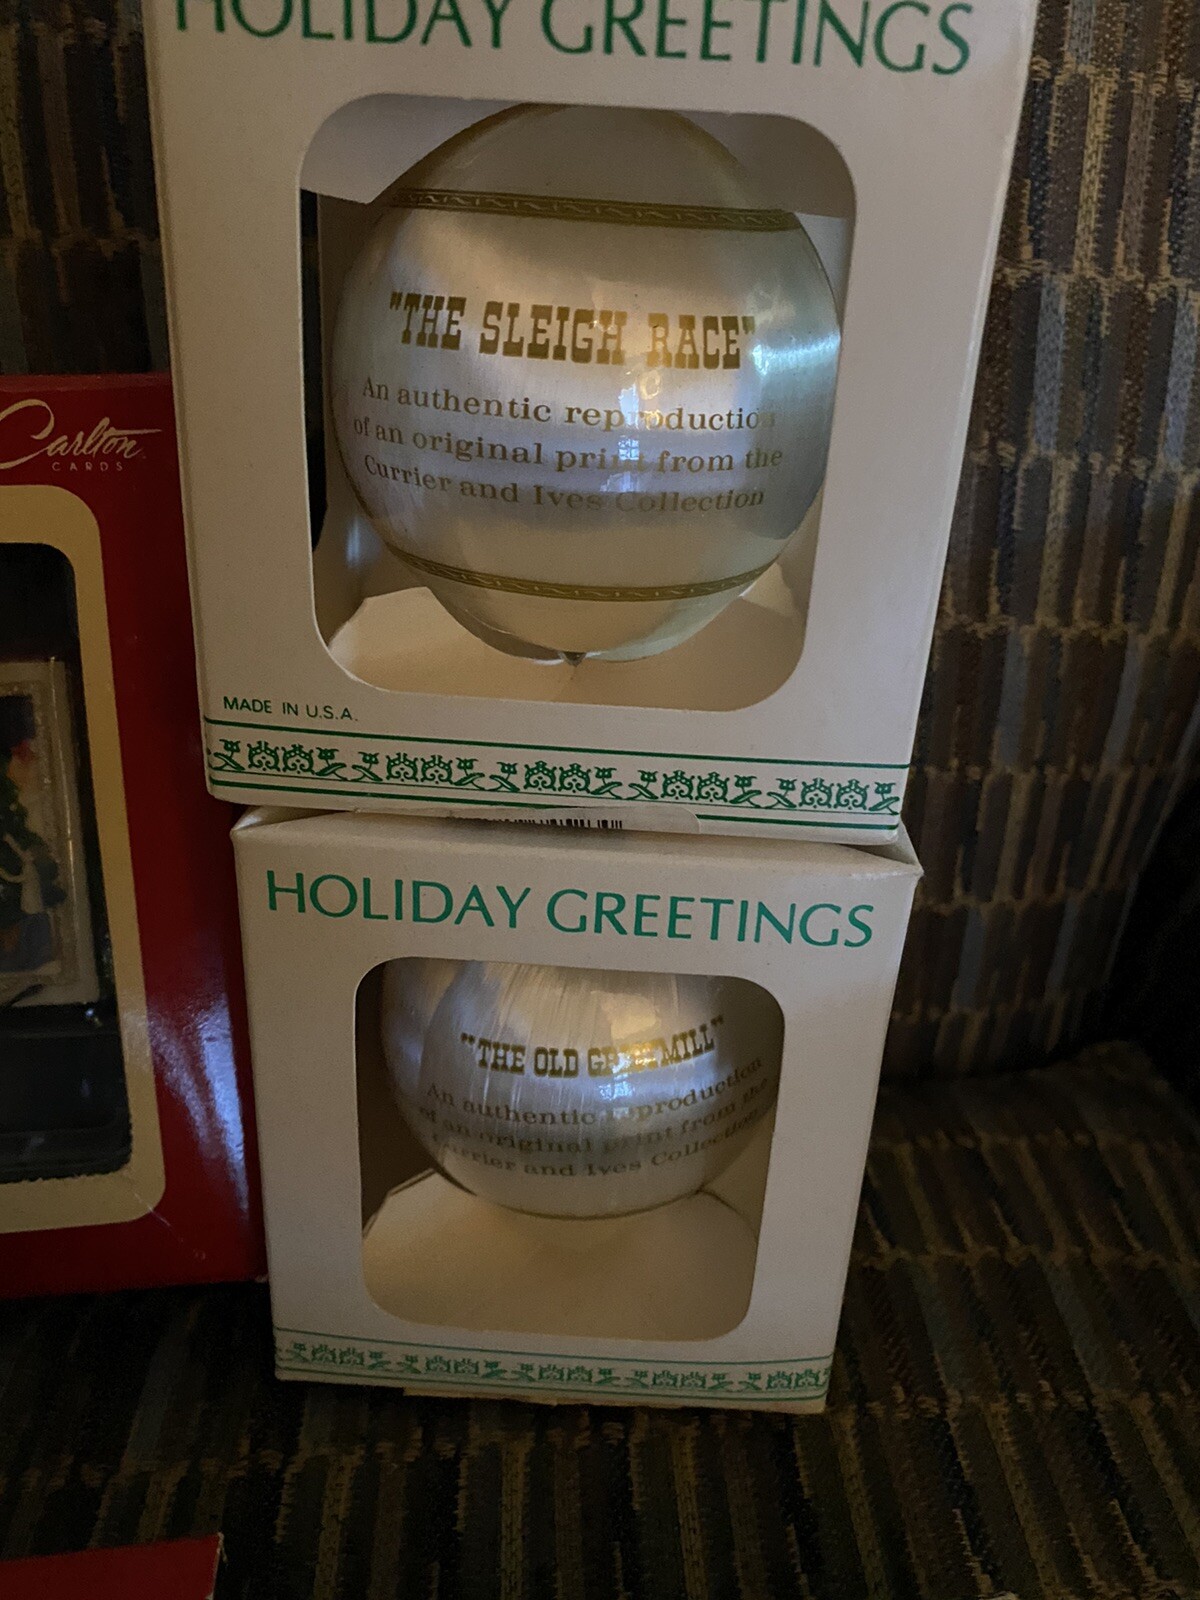 HOLIDAY GREETINGS
"THE SLEIGH RACE"
An authentic reproduction
of an original print from the
Currier and Ives Collection
MADE IN U.S.A.
Carlton
CARDS
HOLIDAY GREETINGS
"THE OLD GRISTMILL"
An authentic reproduction
of an original print from the
Currier and Ives Collection